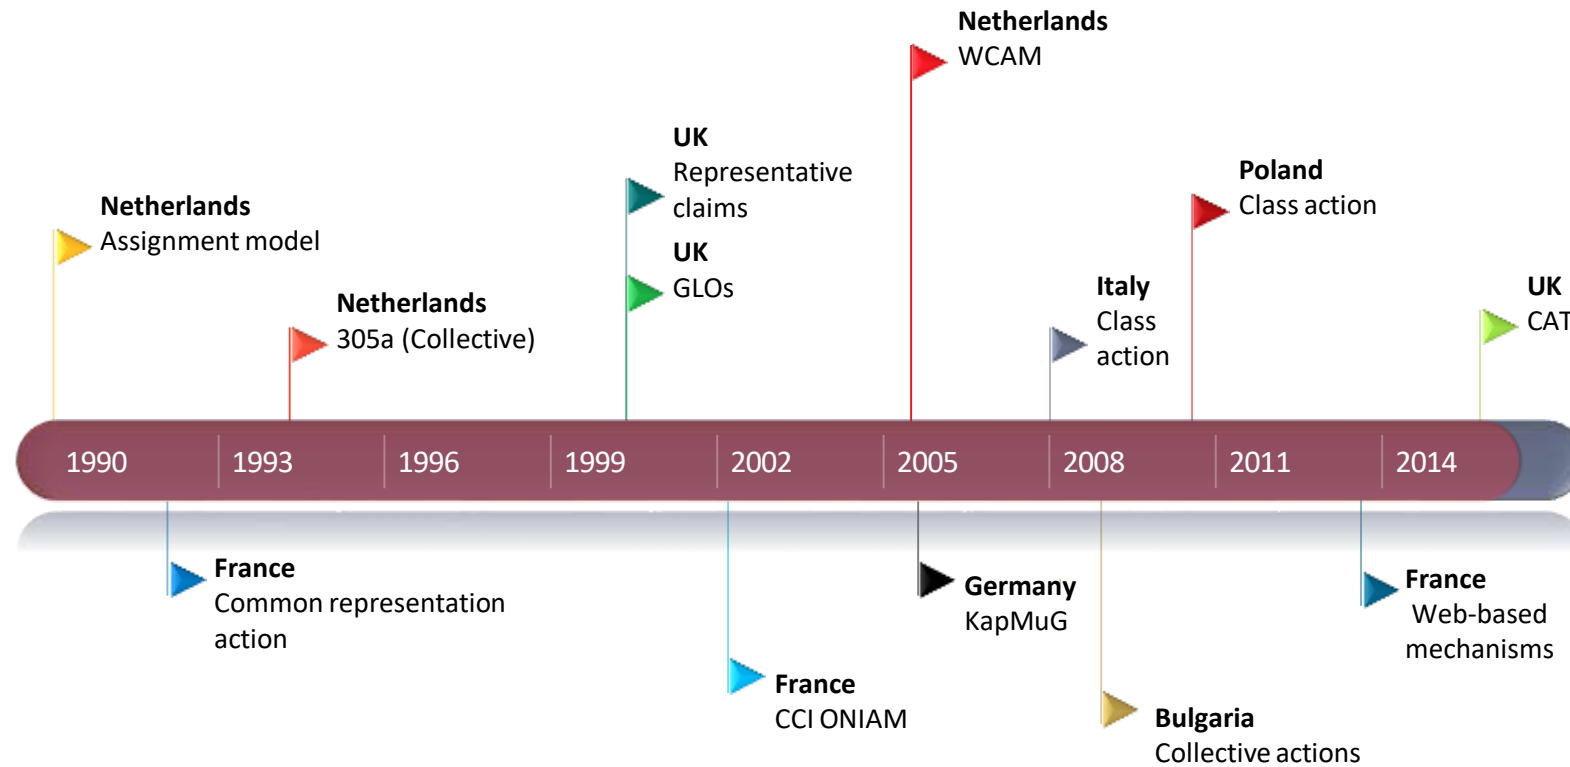 Netherlands
WCAM
UK
Representative
claims
Poland
Class action
Netherlands
Assignment model
UK
GLOs
Italy
Class
action
UK
CAT
Netherlands
305a (Collective)
1990
1993
1996
1999
2002
2005
2008
2011
2014
France
Common representation
action
Germany
KapMuG
France
Web-based
mechanisms
France
CCI ONIAM
Bulgaria
Collective actions